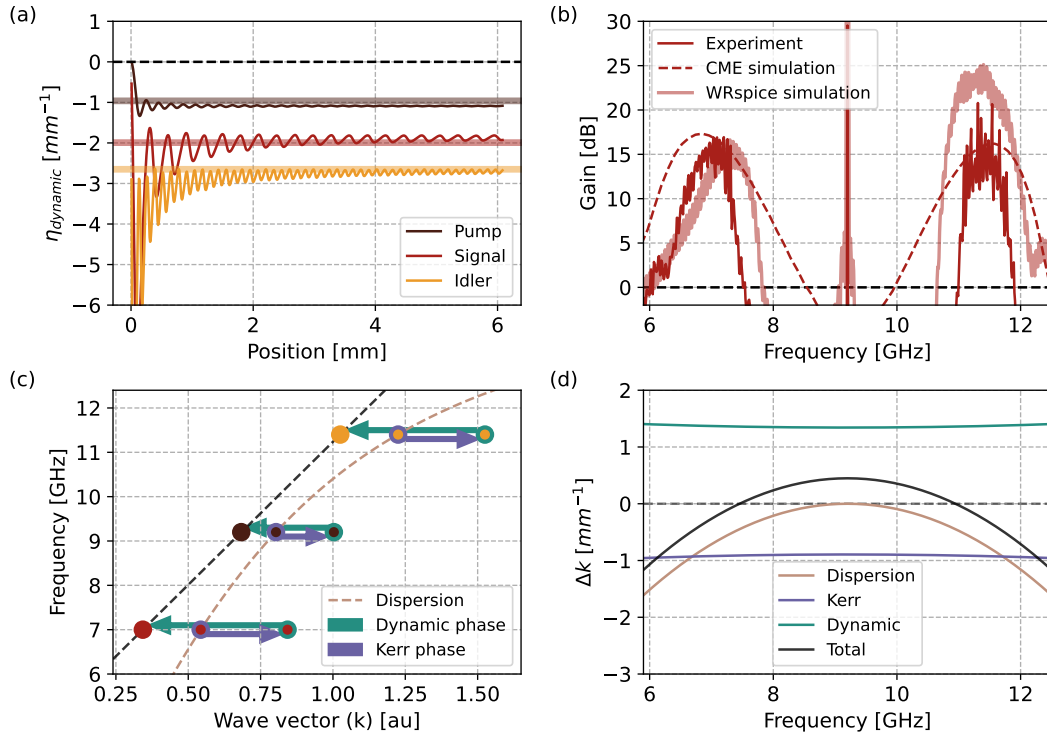 (a)
1
0
−1
−2
−3
−4
−5
−6
η_dynamic [mm⁻¹]
0
2
4
6
Position [mm]
Pump
Signal
Idler
(b)
30
25
20
15
10
5
0
Gain [dB]
6
8
10
12
Frequency [GHz]
Experiment
CME simulation
WRspice simulation
(c)
12
11
10
9
8
7
6
Frequency [GHz]
0.25
0.50
0.75
1.00
1.25
1.50
Wave vector (k) [au]
Dispersion
Dynamic phase
Kerr phase
(d)
2
1
0
−1
−2
−3
Δk [mm⁻¹]
6
8
10
12
Frequency [GHz]
Dispersion
Kerr
Dynamic
Total